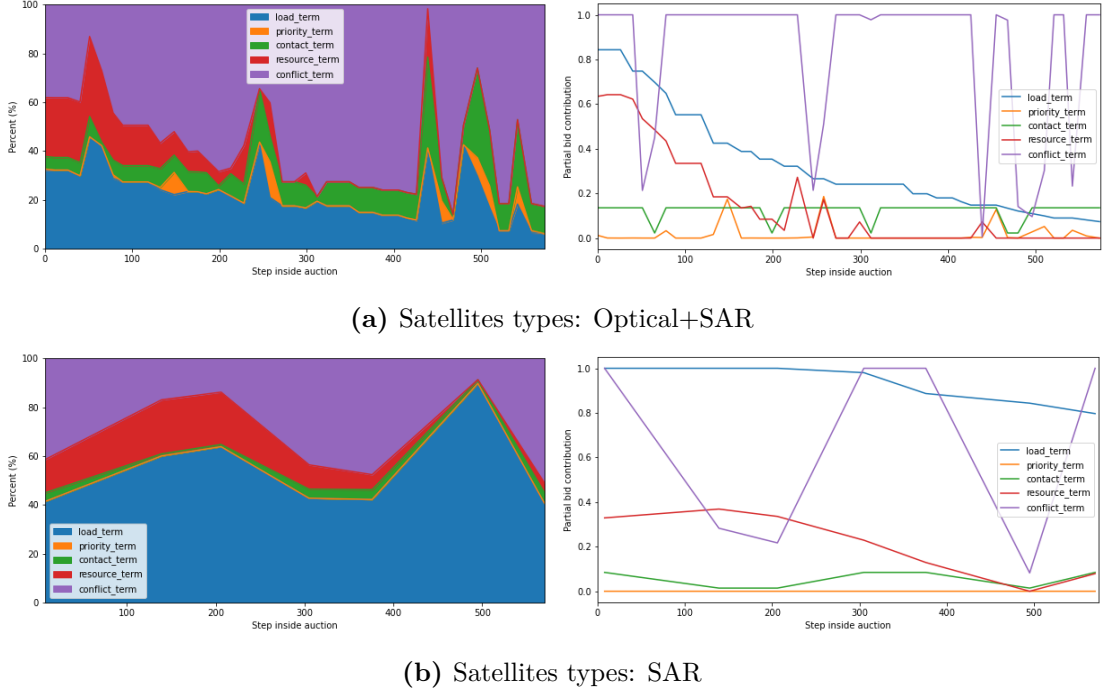 100
80
60
40
20
0
Percent (%)
load_term
priority_term
contact_term
resource_term
conflict_term
0 100 200 300 400 500
Step inside auction
1.0
0.8
0.6
0.4
0.2
0.0
Partial bid contribution
load_term
priority_term
contact_term
resource_term
conflict_term
0 100 200 300 400 500
Step inside auction
(a) Satellites types: Optical+SAR
100
80
60
40
20
0
Percent (%)
load_term
priority_term
contact_term
resource_term
conflict_term
100 200 300 400 500
Step inside auction
1.0
0.8
0.6
0.4
0.2
0.0
Partial bid contribution
load_term
priority_term
contact_term
resource_term
conflict_term
0 100 200 300 400 500
Step inside auction
(b) Satellites types: SAR